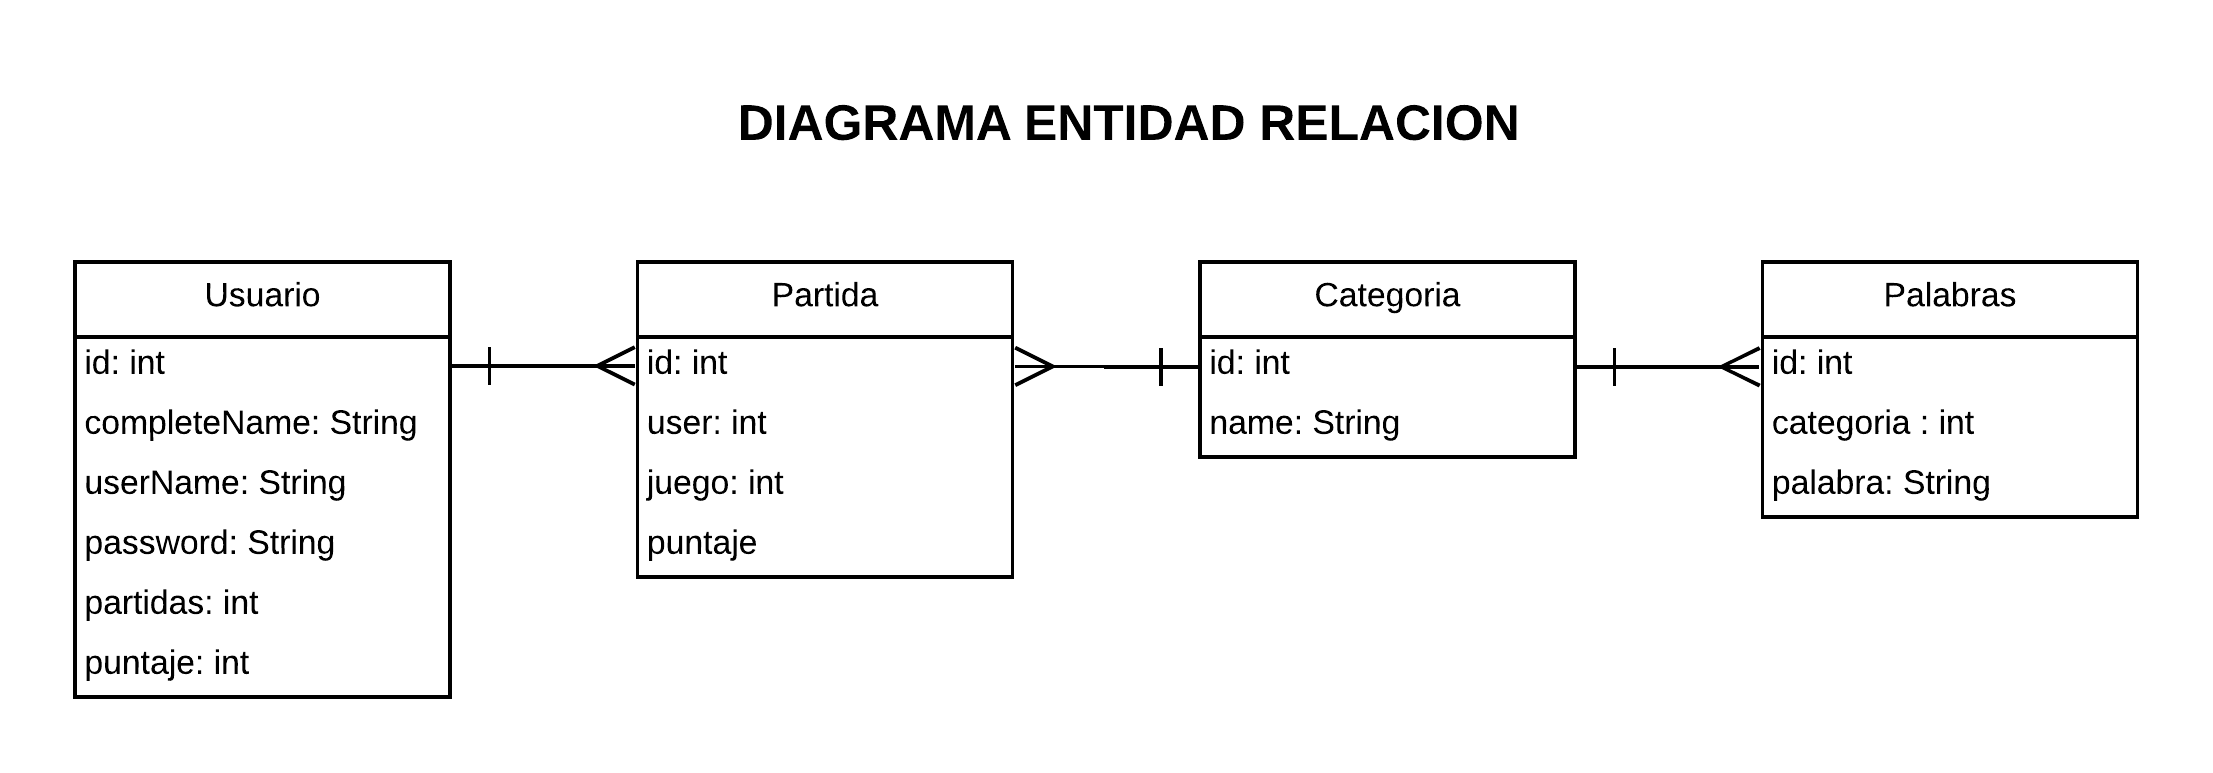 DIAGRAMA ENTIDAD RELACION
Usuario
id: int
completeName: String
userName: String
password: String
partidas: int
puntaje: int
Partida
id: int
user: int
juego: int
puntaje
Categoria
id: int
name: String
Palabras
id: int
categoria : int
palabra: String